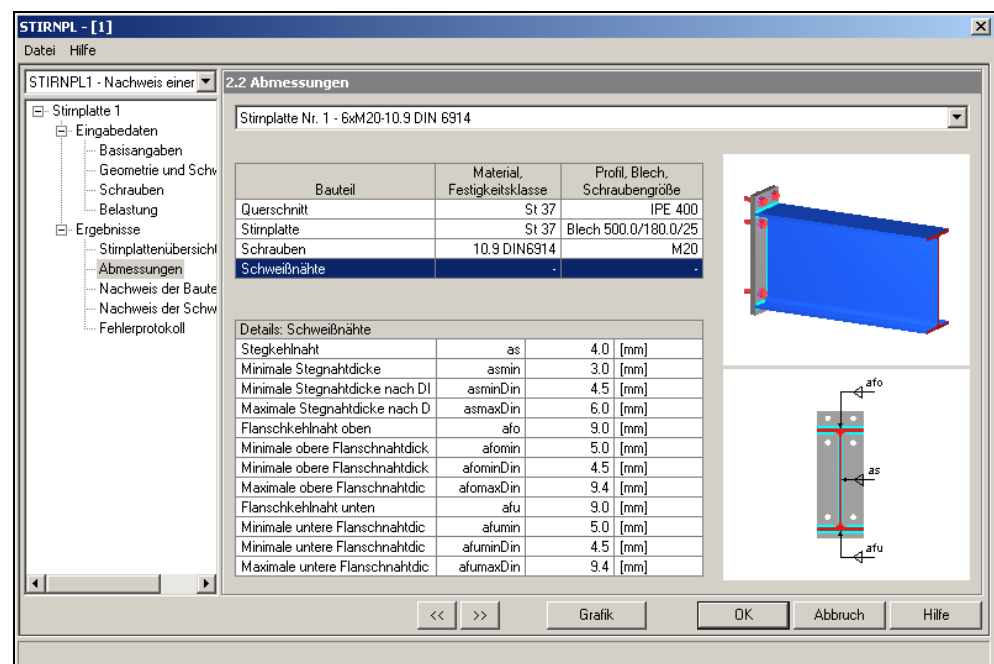 STIRNPL - [1]
Datei Hilfe
STIRNPL1 - Nachweis einer
Stirnplatte 1
Eingabedaten
Basisangaben
Geometrie und Schw
Schrauben
Belastung
Ergebnisse
Stirnplattenübersicht
Abmessungen
Nachweis der Baute
Nachweis der Schw
Fehlerprotokoll
2.2 Abmessungen
Stirnplatte Nr. 1 - 6xM20-10.9 DIN 6914
Bauteil Material, Festigkeitsklasse Profil, Blech, Schraubengröße
Querschnitt St 37 IPE 400
Stirnplatte St 37 Blech 500.0/180.0/25
Schrauben 10.9 DIN6914 M20
Schweißnähte - -
Details: Schweißnähte
Stegkehlnaht as 4.0 [mm]
Minimale Stegnahtdicke asmin 3.0 [mm]
Minimale Stegnahtdicke nach DI asminDin 4.5 [mm]
Maximale Stegnahtdicke nach D asmaxDin 6.0 [mm]
Flanschkehlnaht oben afo 9.0 [mm]
Minimale obere Flanschnahtdick afomin 5.0 [mm]
Minimale obere Flanschnahtdick afominDin 4.5 [mm]
Maximale obere Flanschnahtdic afomaxDin 9.4 [mm]
Flanschkehlnaht unten afu 9.0 [mm]
Minimale untere Flanschnahtdic afumin 5.0 [mm]
Minimale untere Flanschnahtdic afuminDin 4.5 [mm]
Maximale untere Flanschnahtdic afumaxDin 9.4 [mm]
afo
as
afu
<< >> Grafik OK Abbruch Hilfe